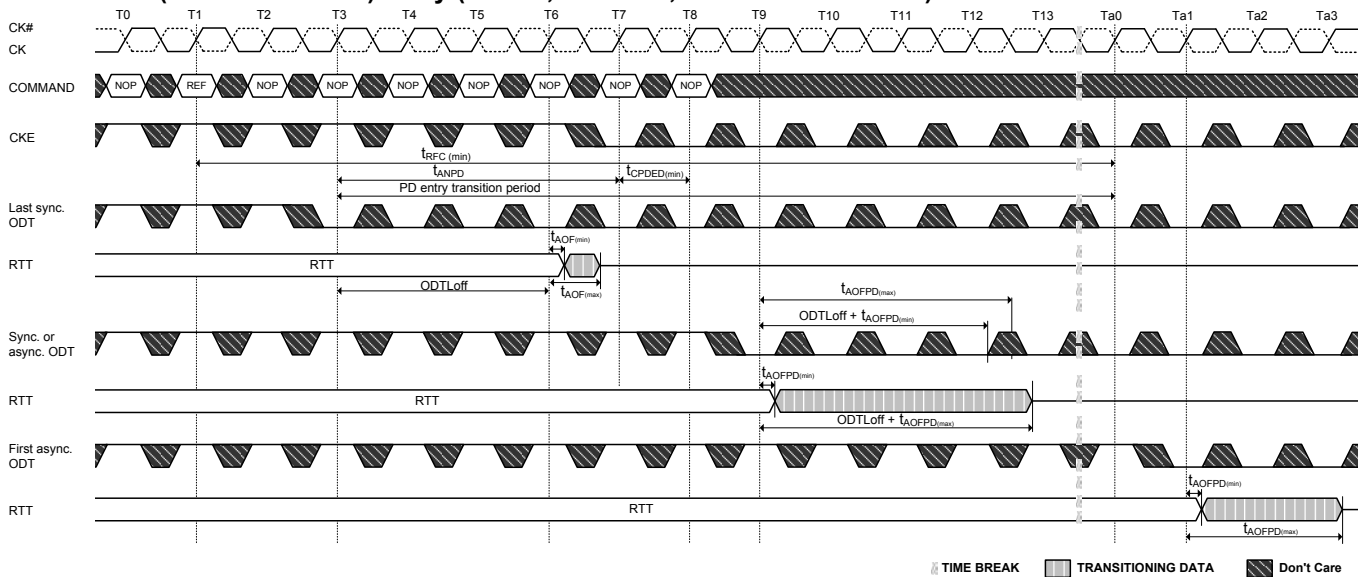 T0 T1 T2 T3 T4 T5 T6 T7 T8 T9 T10 T11 T12 T13 Ta0 Ta1 Ta2 Ta3
CK#
CK
COMMAND NOP REF NOP NOP NOP NOP NOP NOP NOP
CKE
tRFC (min)
tANPD tCPDED(min)
PD entry transition period
Last sync.
ODT
tAOF(min)
RTT RTT
ODTLoff tAOF(max)
tAOFPD(max)
ODTLoff + tAOFPD(min)
Sync. or
async. ODT
tAOFPD(min)
RTT RTT
ODTLoff + tAOFPD(max)
First async.
ODT
tAOFPD(min)
RTT RTT
tAOFPD(max)
TIME BREAK TRANSITIONING DATA Don't Care